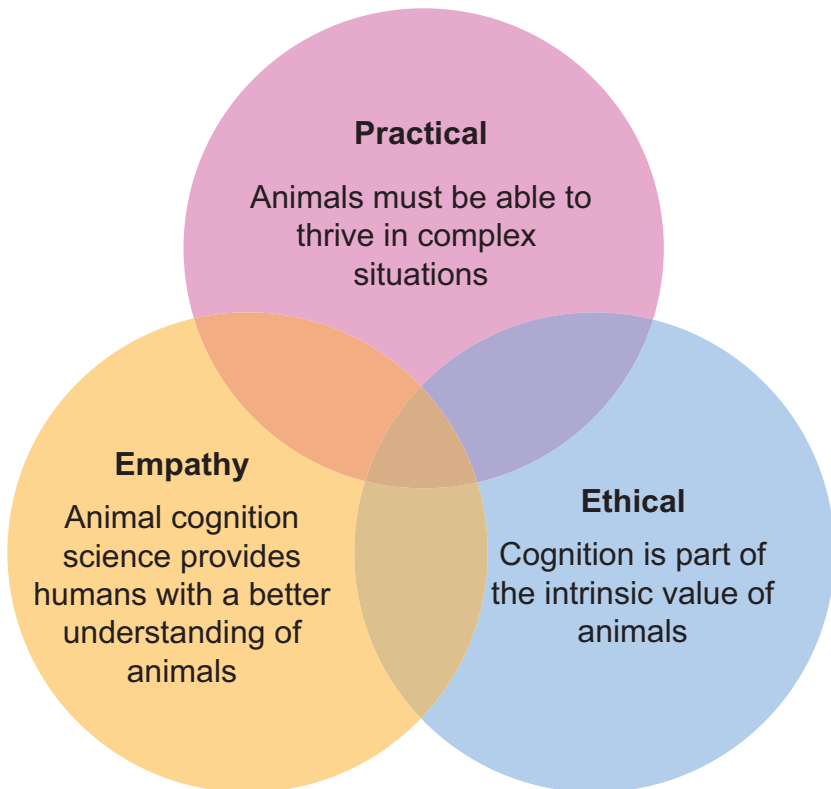 Practical
Animals must be able to
thrive in complex
situations
Empathy
Animal cognition
science provides
humans with a better
understanding of
animals
Ethical
Cognition is part of
the intrinsic value of
animals